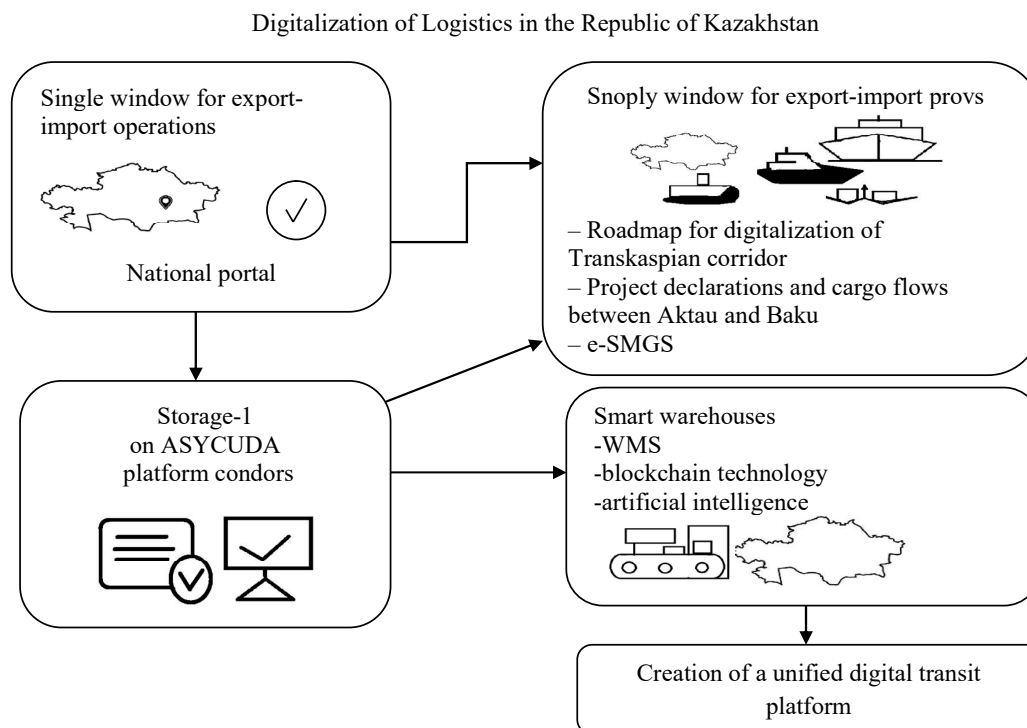 Digitalization of Logistics in the Republic of Kazakhstan
Single window for export-
import operations
National portal
Snoply window for export-import provs
– Roadmap for digitalization of
Transkaspian corridor
– Project declarations and cargo flows
between Aktau and Baku
– e-SMGS
Storage-1
on ASYCUDA
platform condors
Smart warehouses
-WMS
-blockchain technology
-artificial intelligence
Creation of a unified digital transit
platform